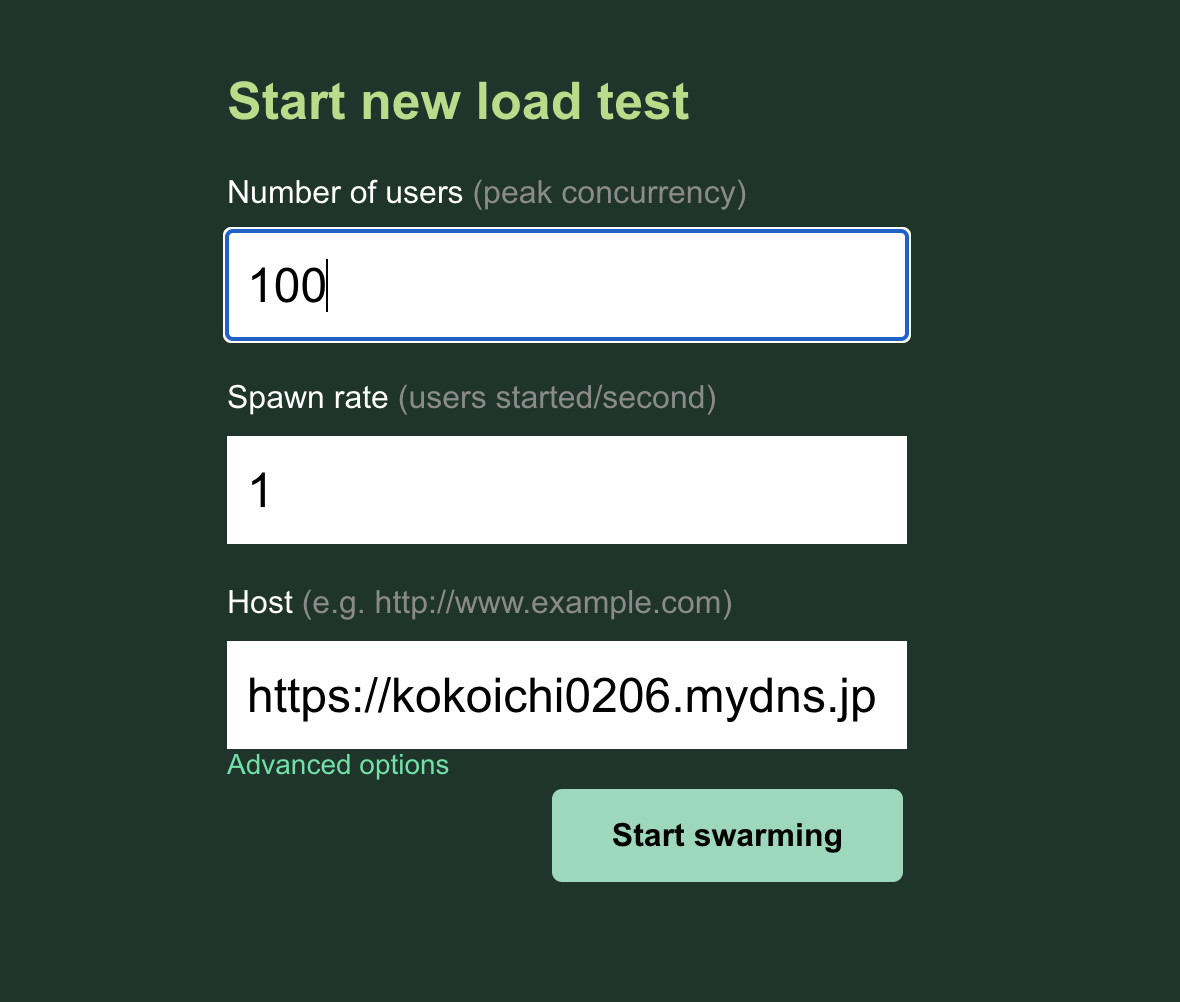 Start new load test
Number of users (peak concurrency)
100
Spawn rate (users started/second)
1
Host (e.g. http://www.example.com)
https://kokoichi0206.mydns.jp
Advanced options
Start swarming